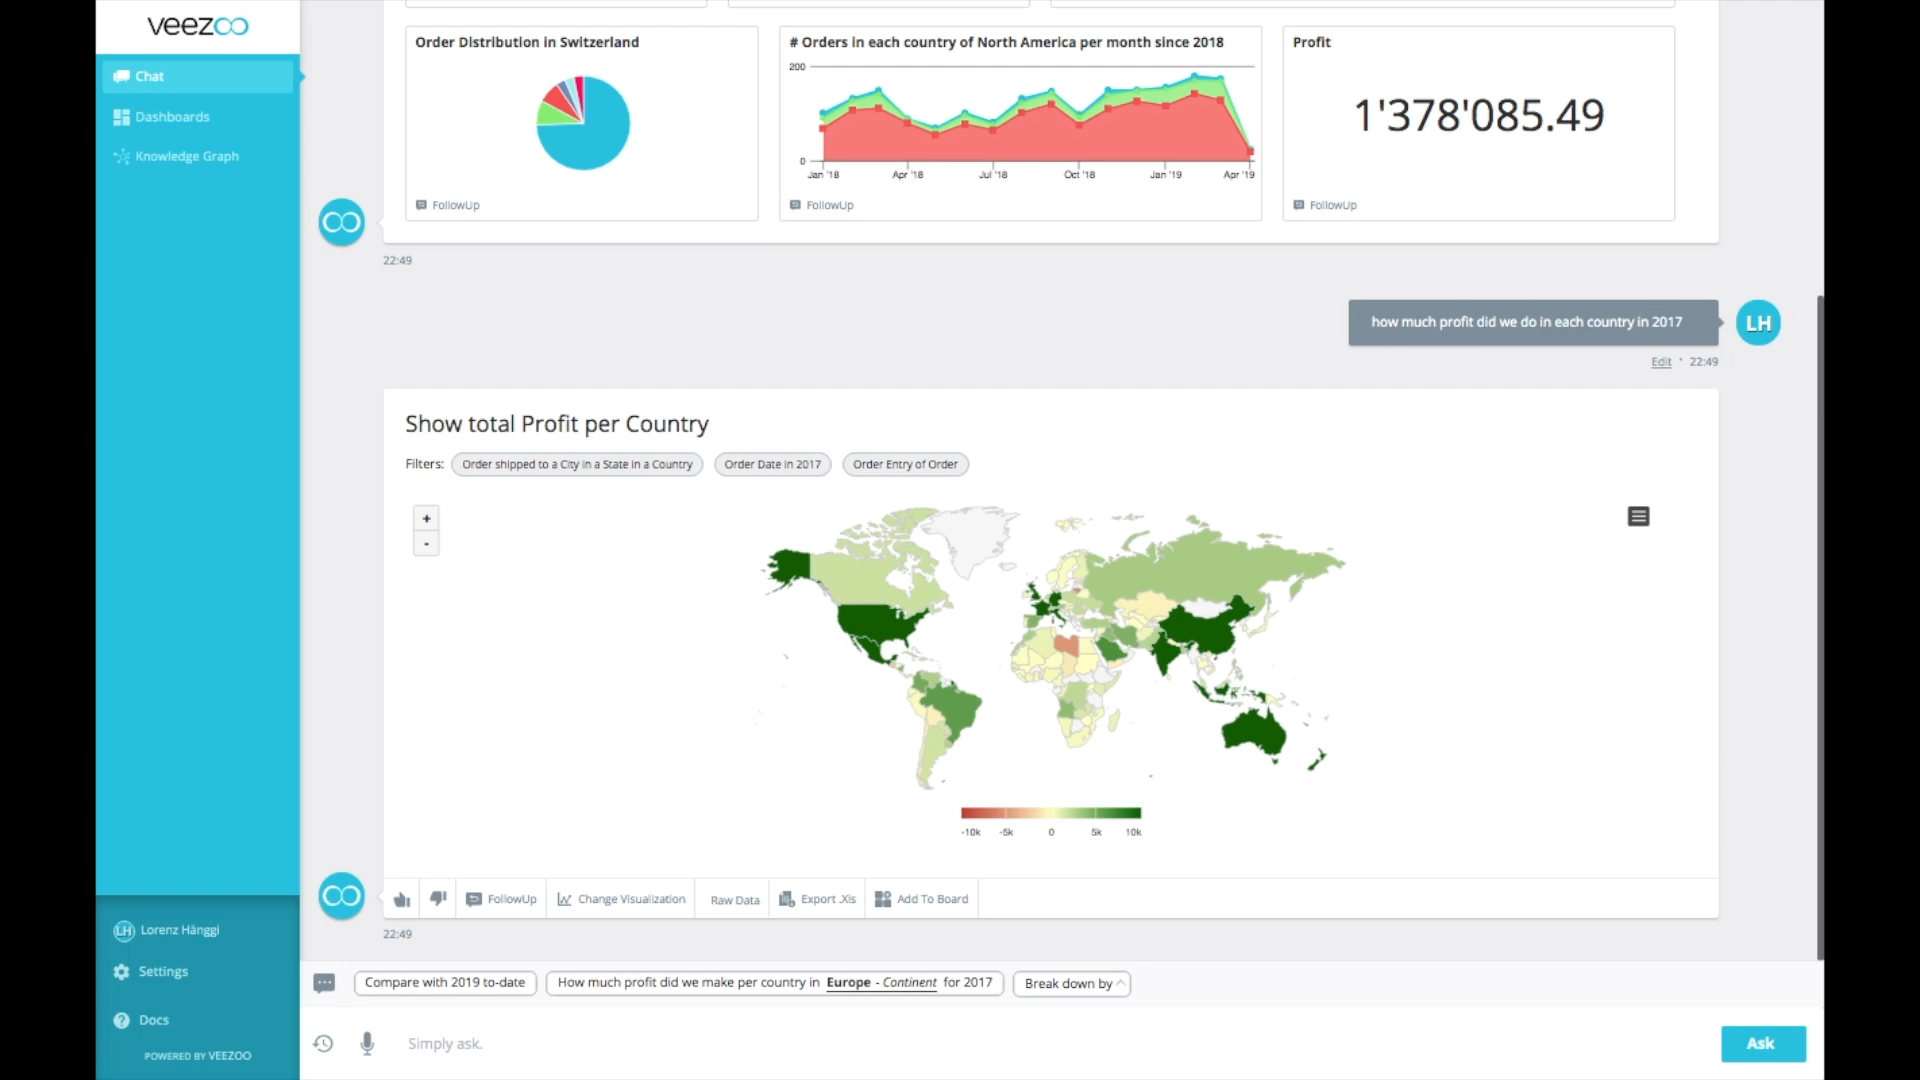 veezoo
Chat
Dashboards
Knowledge Graph
Order Distribution in Switzerland
FollowUp
# Orders in each country of North America per month since 2018
200
0
Jan '18
Apr '18
Jul '18
Oct '18
Jan '19
Apr '19
FollowUp
Profit
1'378'085.49
FollowUp
22:49
how much profit did we do in each country in 2017
LH
Edit • 22:49
Show total Profit per Country
Filters: Order shipped to a City in a State in a Country Order Date in 2017 Order Entry of Order
+
-
-10k -5k 0 5k 10k
FollowUp Change Visualization Raw Data Export .Xls Add To Board
22:49
LH Lorenz Hänggi
Settings
Docs
POWERED BY VEEZOO
Compare with 2019 to-date How much profit did we make per country in Europe - Continent for 2017 Break down by
Simply ask.
Ask